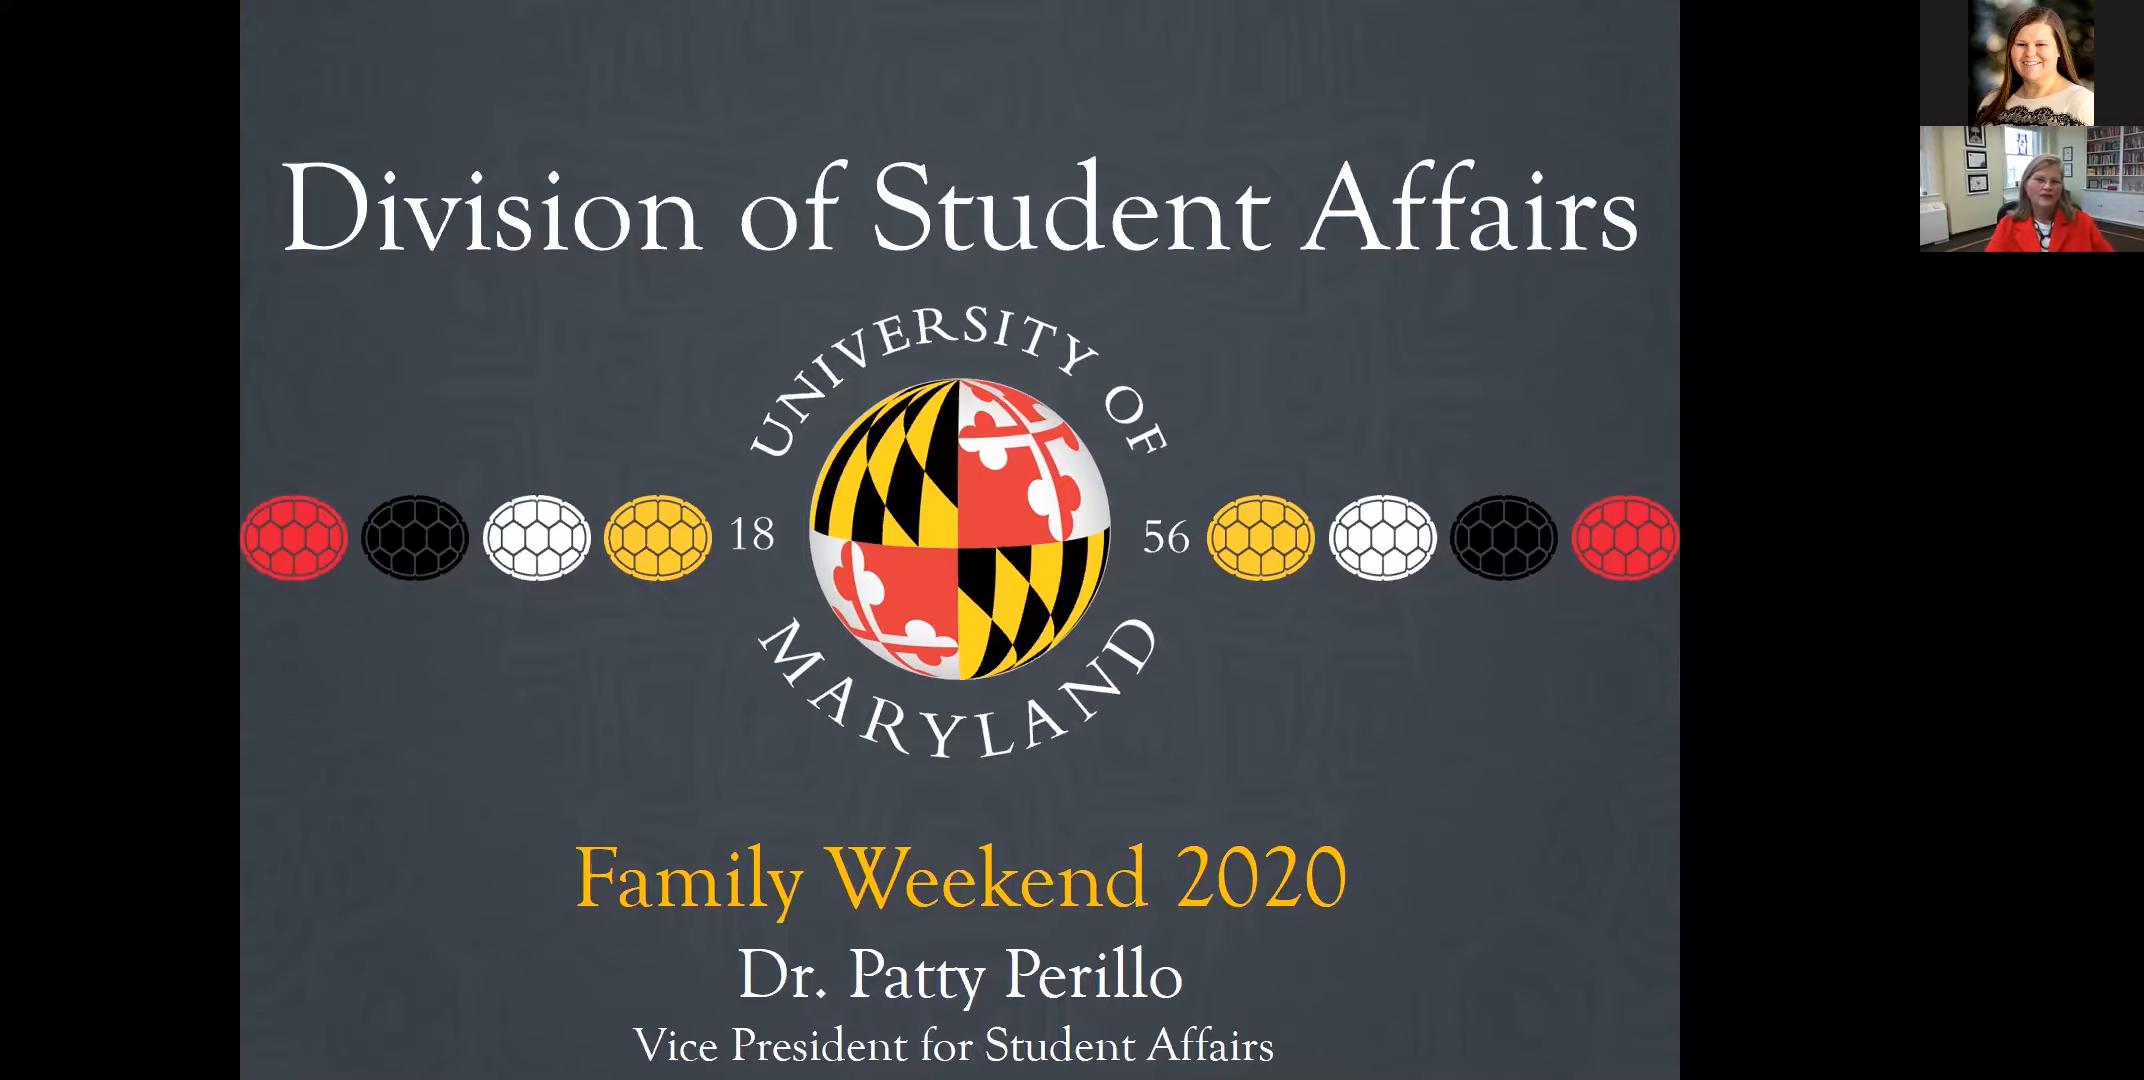 Division of Student Affairs
UNIVERSITY OF
18 56
MARYLAND
Family Weekend 2020
Dr. Patty Perillo
Vice President for Student Affairs